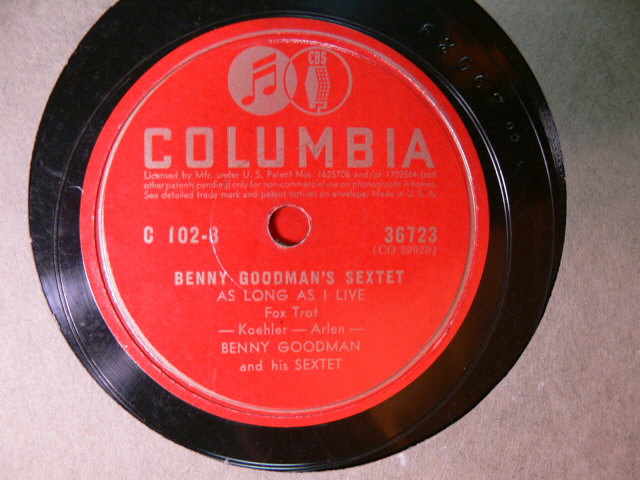 CBS
COLUMBIA
Licensed by Mfr. under U. S. Patent Nos. 1625705 and/or 1702564 (and
other patents pending) only for non-commercial use on phonographs in homes.
See detailed trade mark and patent notices on envelope. Made in U. S. A.
C 102-8 36723
(CO 29029)
BENNY GOODMAN'S SEXTET
AS LONG AS I LIVE
Fox Trot
— Koehler — Arlen —
BENNY GOODMAN
and his SEXTET